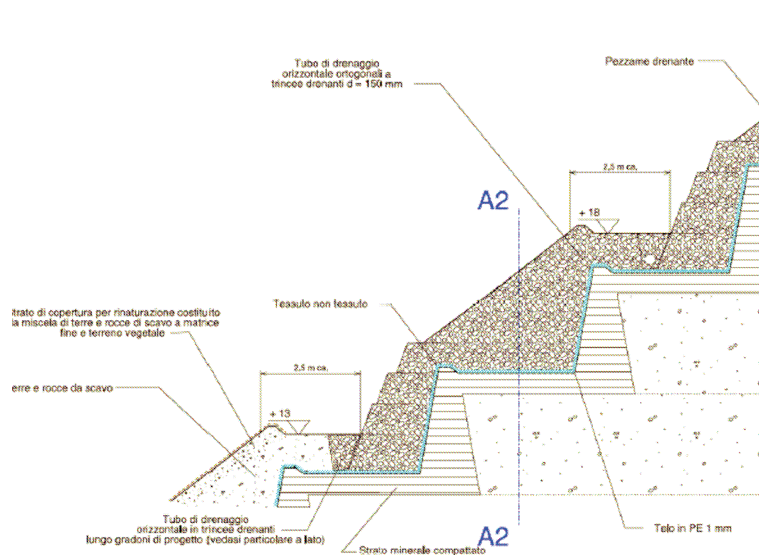 Tubo di drenaggio
orizzontale ortogonali a
trincee drenanti d = 150 mm
Pezzame drenante
2,5 m ca.
A2
+ 18
Tessuto non tessuto
trato di copertura per rinaturazione costituito
la miscela di terre e rocce di scavo a matrice
fine e terreno vegetale
2,5 m ca.
erre e rocce da scavo
+ 13
Tubo di drenaggio
orizzontale in trincee drenanti
lungo gradoni di progetto (vedasi particolare a lato)
A2
Telo in PE 1 mm
Strato minerale compattato